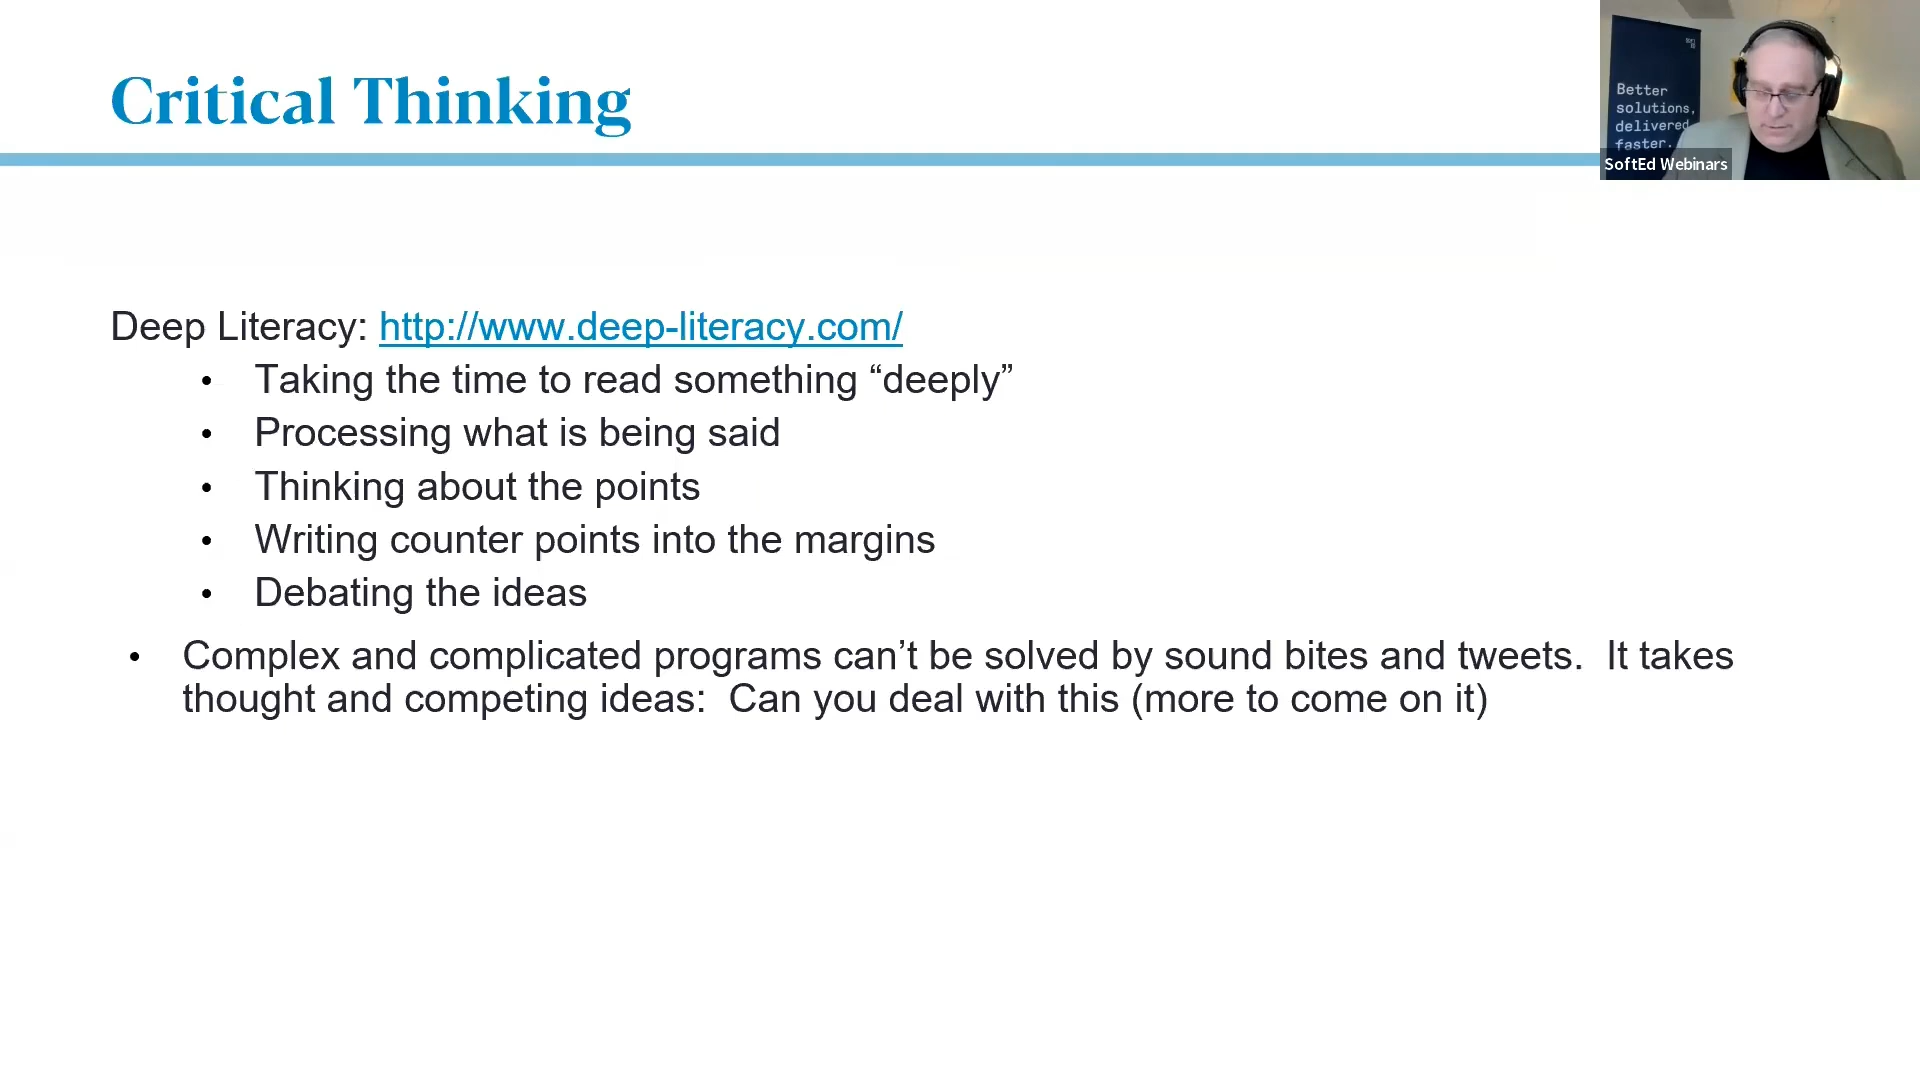 Critical Thinking
Better
solutions,
delivered
faster.
SoftEd Webinars
Deep Literacy: http://www.deep-literacy.com/
• Taking the time to read something “deeply”
• Processing what is being said
• Thinking about the points
• Writing counter points into the margins
• Debating the ideas
• Complex and complicated programs can’t be solved by sound bites and tweets.  It takes
thought and competing ideas:  Can you deal with this (more to come on it)